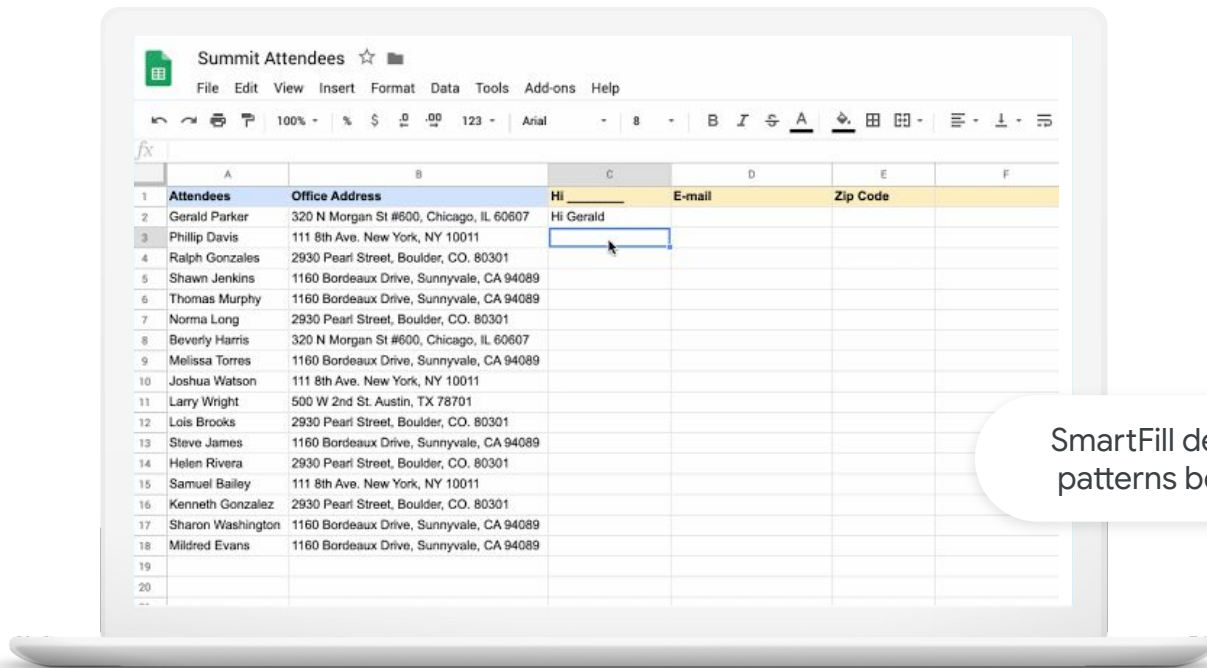 Summit Attendees
File Edit View Insert Format Data Tools Add-ons Help
100% % $ .0 .00 123 Arial 8 B I S A
fx
A B C D E F
1 Attendees Office Address Hi ________ E-mail Zip Code
2 Gerald Parker 320 N Morgan St #600, Chicago, IL 60607 Hi Gerald
3 Phillip Davis 111 8th Ave. New York, NY 10011
4 Ralph Gonzales 2930 Pearl Street, Boulder, CO. 80301
5 Shawn Jenkins 1160 Bordeaux Drive, Sunnyvale, CA 94089
6 Thomas Murphy 1160 Bordeaux Drive, Sunnyvale, CA 94089
7 Norma Long 2930 Pearl Street, Boulder, CO. 80301
8 Beverly Harris 320 N Morgan St #600, Chicago, IL 60607
9 Melissa Torres 1160 Bordeaux Drive, Sunnyvale, CA 94089
10 Joshua Watson 111 8th Ave. New York, NY 10011
11 Larry Wright 500 W 2nd St. Austin, TX 78701
12 Lois Brooks 2930 Pearl Street, Boulder, CO. 80301
13 Steve James 1160 Bordeaux Drive, Sunnyvale, CA 94089
14 Helen Rivera 2930 Pearl Street, Boulder, CO. 80301
15 Samuel Bailey 111 8th Ave. New York, NY 10011
16 Kenneth Gonzalez 2930 Pearl Street, Boulder, CO. 80301
17 Sharon Washington 1160 Bordeaux Drive, Sunnyvale, CA 94089
18 Mildred Evans 1160 Bordeaux Drive, Sunnyvale, CA 94089
19
20
SmartFill de
patterns be